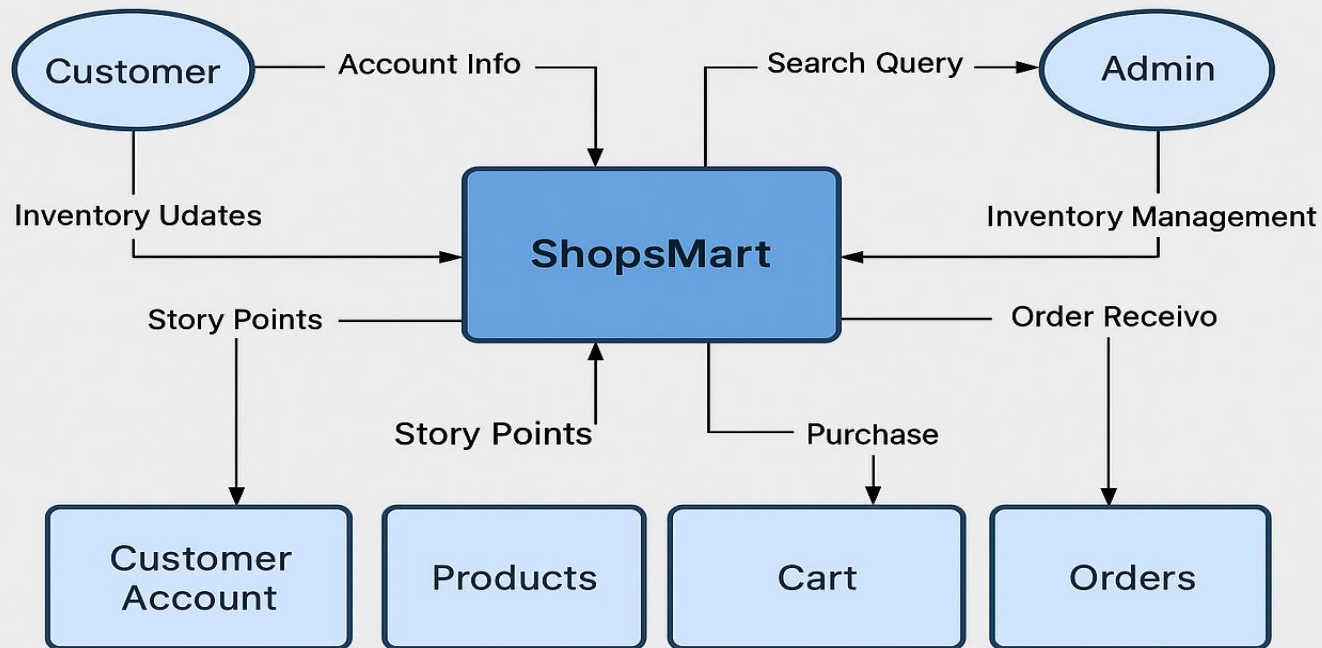 Customer
Account Info
Search Query
Admin
Inventory Udates
Inventory Management
ShopsMart
Story Points
Order Receivo
Story Points
Purchase
Customer
Account
Products
Cart
Orders